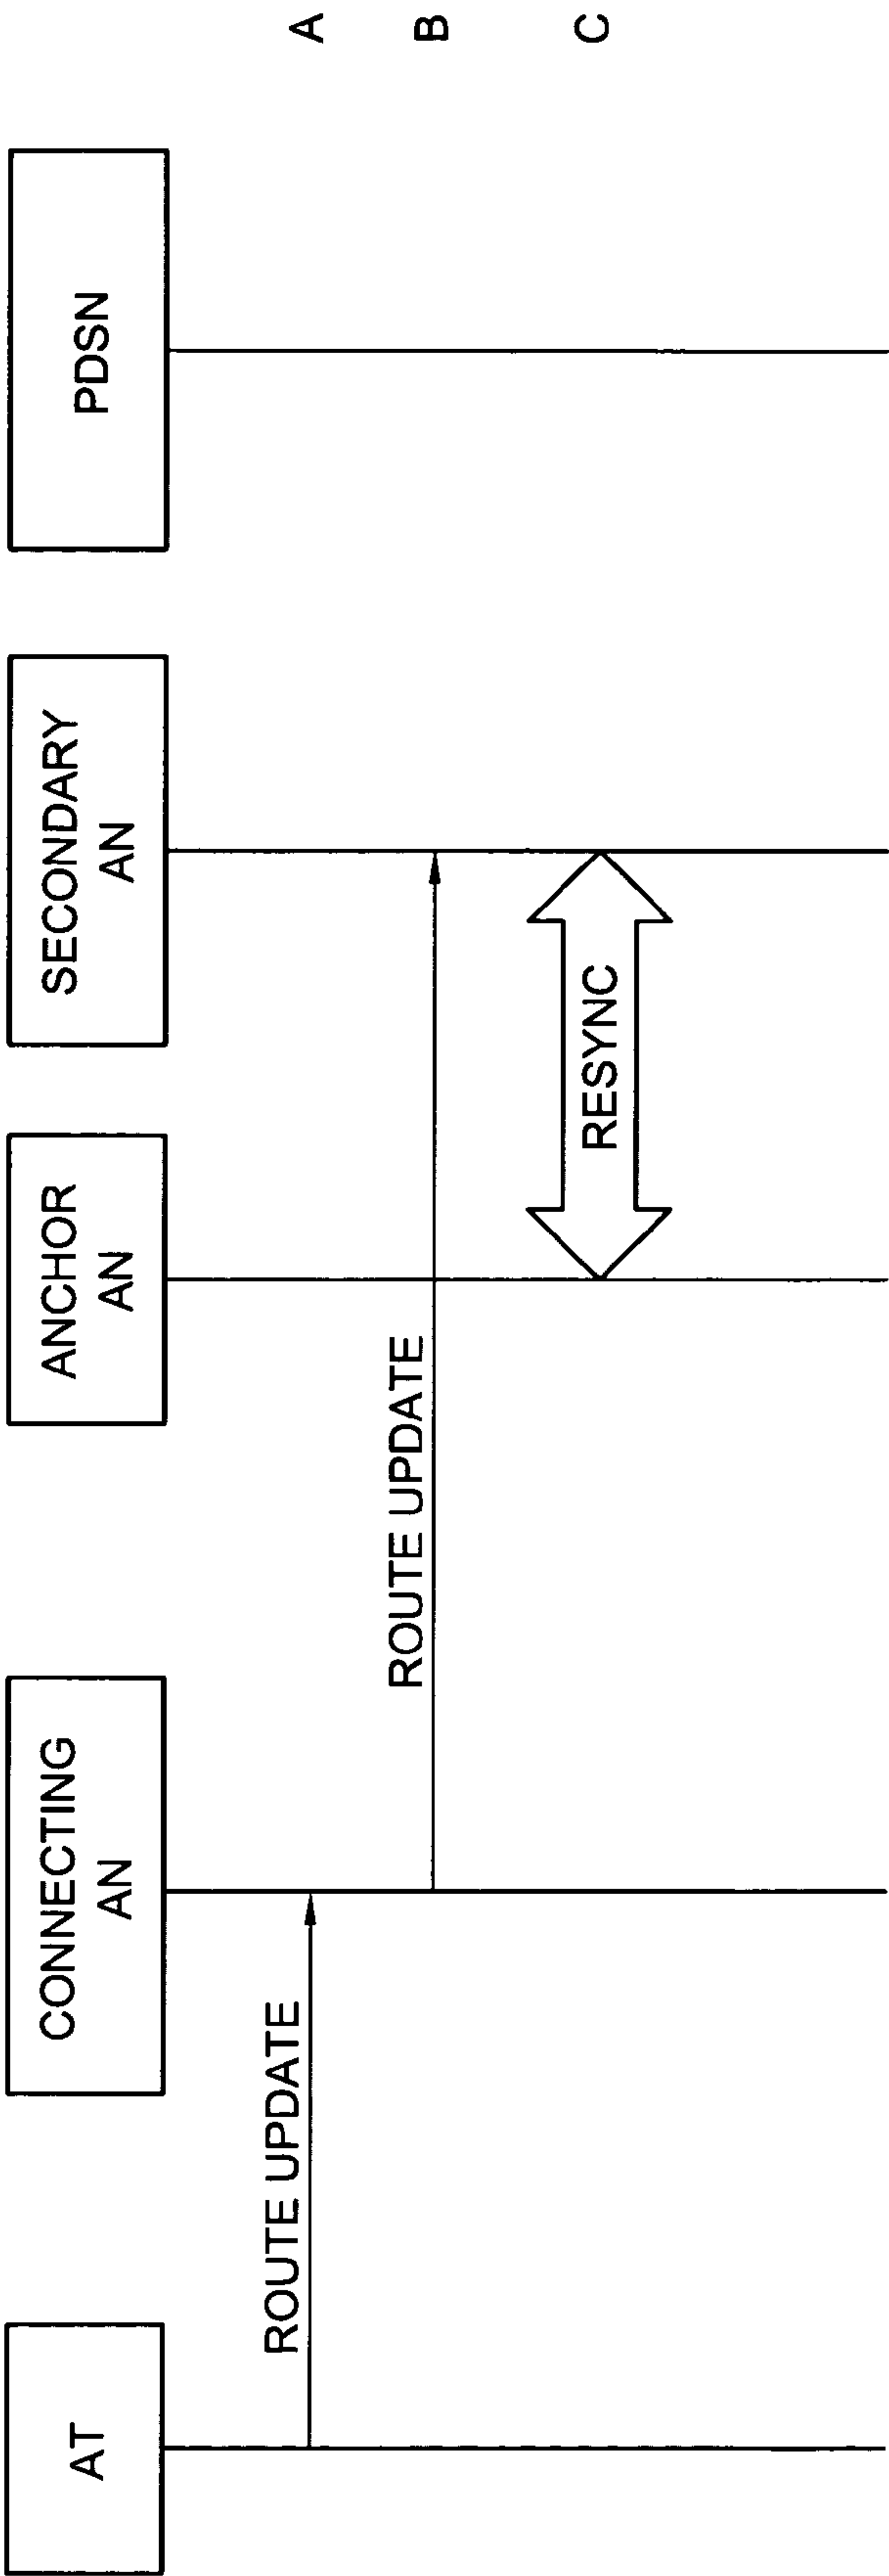 AT
CONNECTING
AN
ANCHOR
AN
SECONDARY
AN
PDSN
ROUTE UPDATE
A
ROUTE UPDATE
B
RESYNC
C